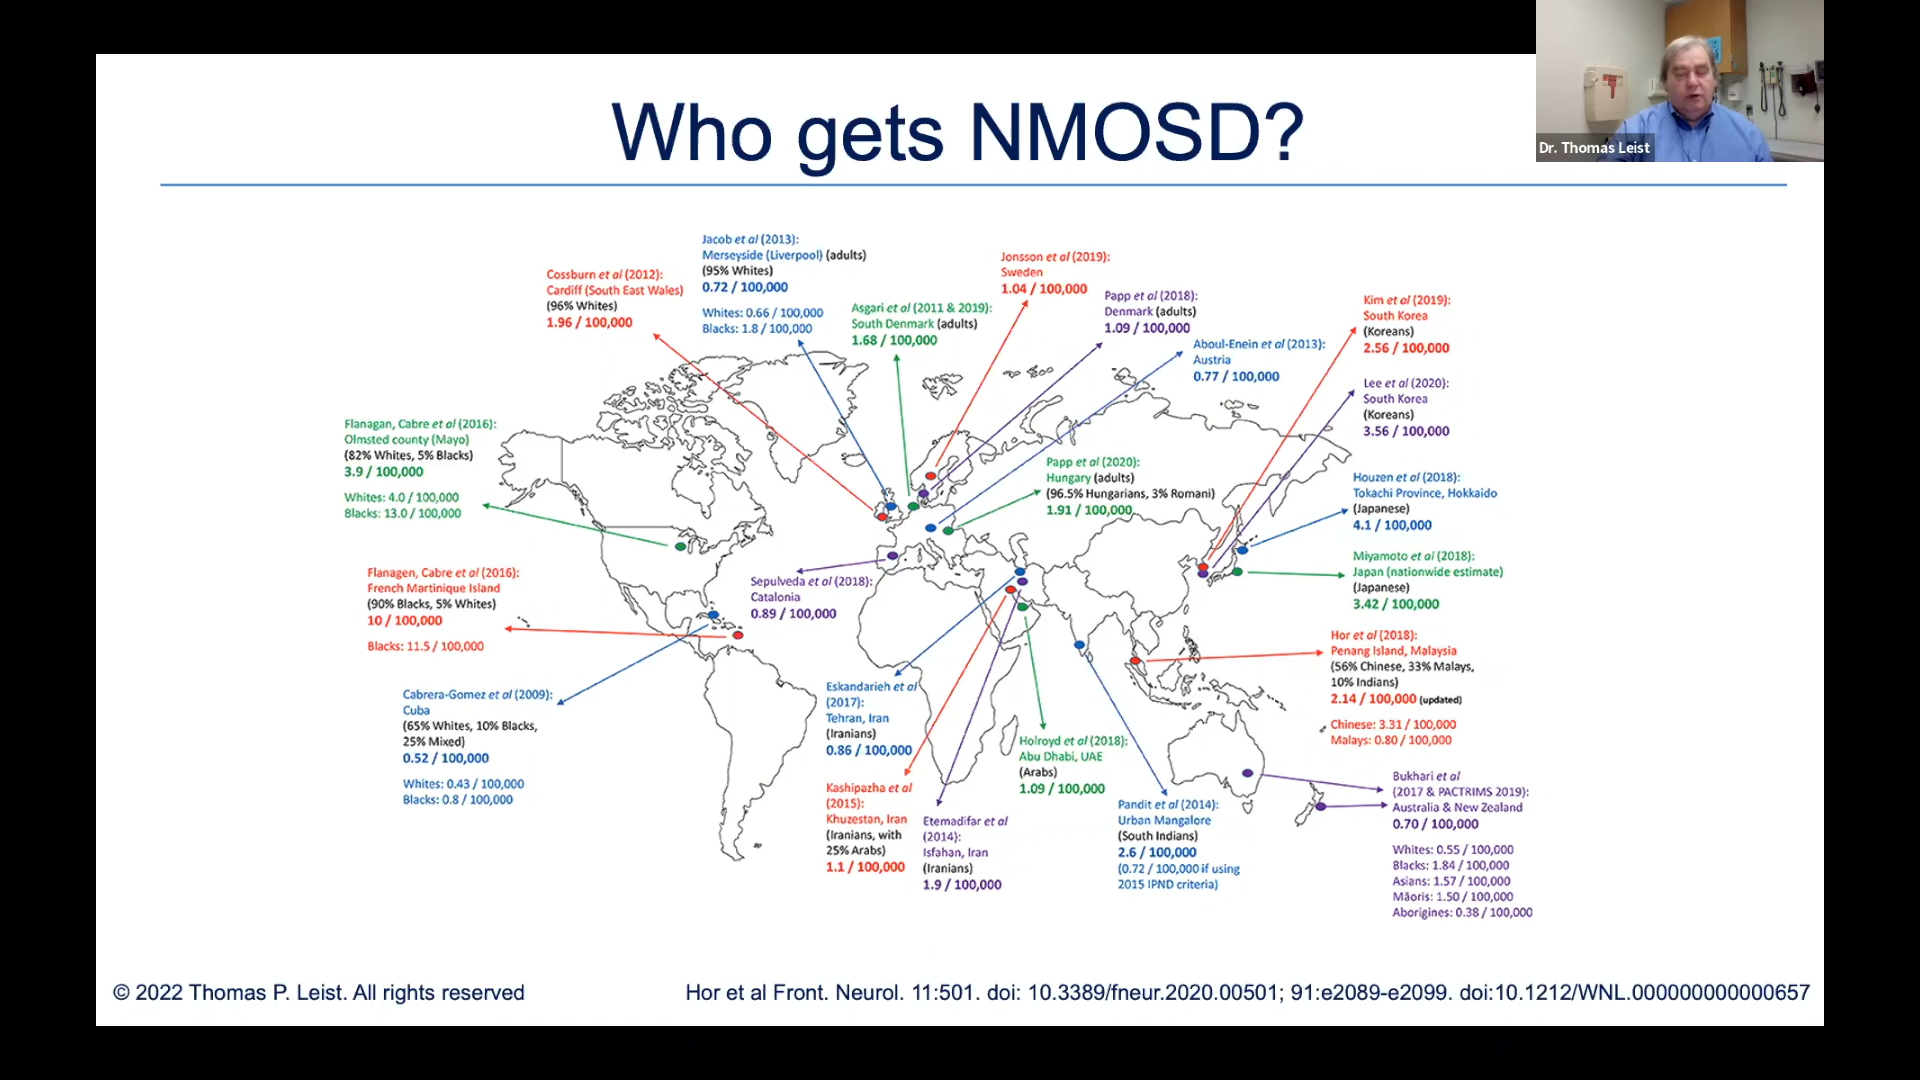 Who gets NMOSD?
Dr. Thomas Leist
Jacob et al (2013):
Merseyside (Liverpool) (adults)
(95% Whites)
0.72 / 100,000
Whites: 0.66 / 100,000
Blacks: 1.8 / 100,000
Cossburn et al (2012):
Cardiff (South East Wales)
(96% Whites)
1.96 / 100,000
Asgari et al (2011 & 2019):
South Denmark (adults)
1.68 / 100,000
Jonsson et al (2019):
Sweden
1.04 / 100,000
Papp et al (2018):
Denmark (adults)
1.09 / 100,000
Aboul-Enein et al (2013):
Austria
0.77 / 100,000
Kim et al (2019):
South Korea
(Koreans)
2.56 / 100,000
Lee et al (2020):
South Korea
(Koreans)
3.56 / 100,000
Flanagan, Cabre et al (2016):
Olmsted county (Mayo)
(82% Whites, 5% Blacks)
3.9 / 100,000
Whites: 4.0 / 100,000
Blacks: 13.0 / 100,000
Papp et al (2020):
Hungary (adults)
(96.5% Hungarians, 3% Romani)
1.91 / 100,000
Houzen et al (2018):
Tokachi Province, Hokkaido
(Japanese)
4.1 / 100,000
Miyamoto et al (2018):
Japan (nationwide estimate)
(Japanese)
3.42 / 100,000
Flanagen, Cabre et al (2016):
French Martinique Island
(90% Blacks, 5% Whites)
10 / 100,000
Blacks: 11.5 / 100,000
Sepulveda et al (2018):
Catalonia
0.89 / 100,000
Hor et al (2018):
Penang Island, Malaysia
(56% Chinese, 33% Malays,
10% Indians)
2.14 / 100,000 (updated)
Chinese: 3.31 / 100,000
Malays: 0.80 / 100,000
Cabrera-Gomez et al (2009):
Cuba
(65% Whites, 10% Blacks,
25% Mixed)
0.52 / 100,000
Whites: 0.43 / 100,000
Blacks: 0.8 / 100,000
Eskandarieh et al
(2017):
Tehran, Iran
(Iranians)
0.86 / 100,000
Kashipazha et al
(2015):
Khuzestan, Iran
(Iranians, with
25% Arabs)
1.1 / 100,000
Etemadifar et al
(2014):
Isfahan, Iran
(Iranians)
1.9 / 100,000
Holroyd et al (2018):
Abu Dhabi, UAE
(Arabs)
1.09 / 100,000
Pandit et al (2014):
Urban Mangalore
(South Indians)
2.6 / 100,000
(0.72 / 100,000 if using
2015 IPND criteria)
Bukhari et al
(2017 & PACTRIMS 2019):
Australia & New Zealand
0.70 / 100,000
Whites: 0.55 / 100,000
Blacks: 1.84 / 100,000
Asians: 1.57 / 100,000
Māoris: 1.50 / 100,000
Aborigines: 0.38 / 100,000
© 2022 Thomas P. Leist. All rights reserved
Hor et al Front. Neurol. 11:501. doi: 10.3389/fneur.2020.00501; 91:e2089-e2099. doi:10.1212/WNL.000000000000657